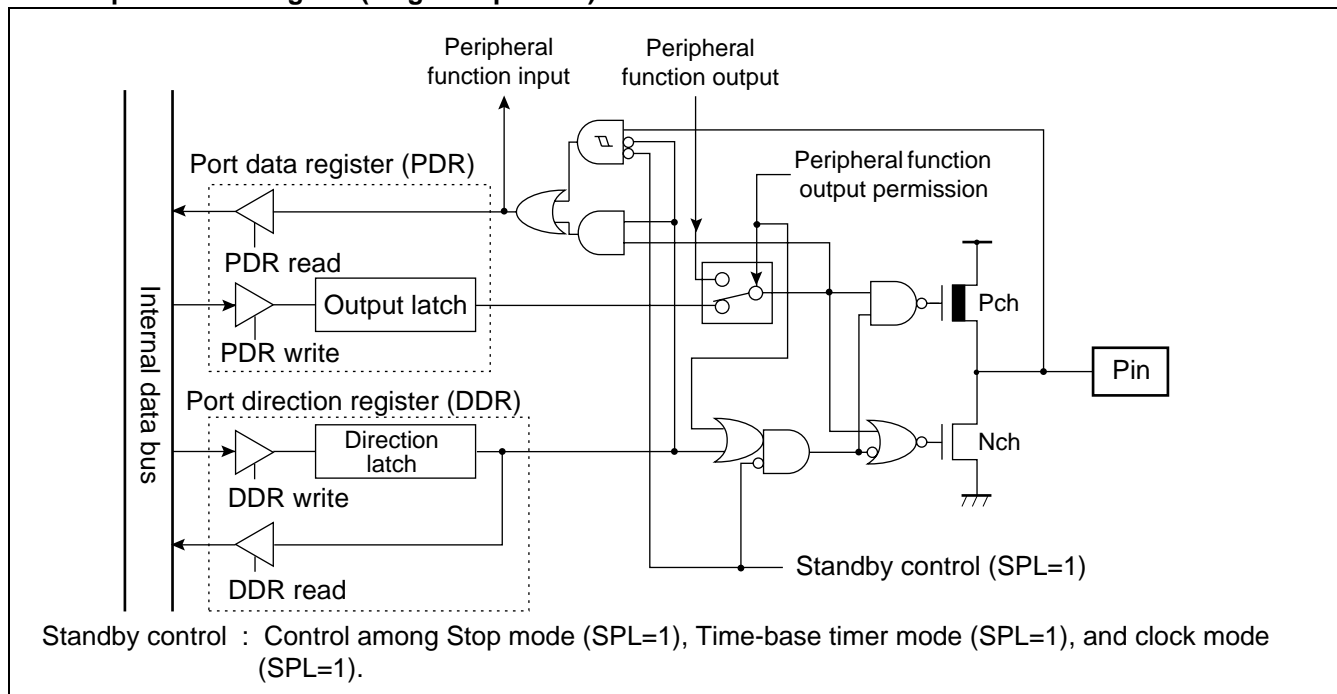 Peripheral
function input
Peripheral
function output
Port data register (PDR)
Peripheral function
output permission
PDR read
Output latch
PDR write
Pch
Pin
Internal data bus
Port direction register (DDR)
Direction
latch
Nch
DDR write
Standby control (SPL=1)
DDR read
Standby control : Control among Stop mode (SPL=1), Time-base timer mode (SPL=1), and clock mode
(SPL=1).